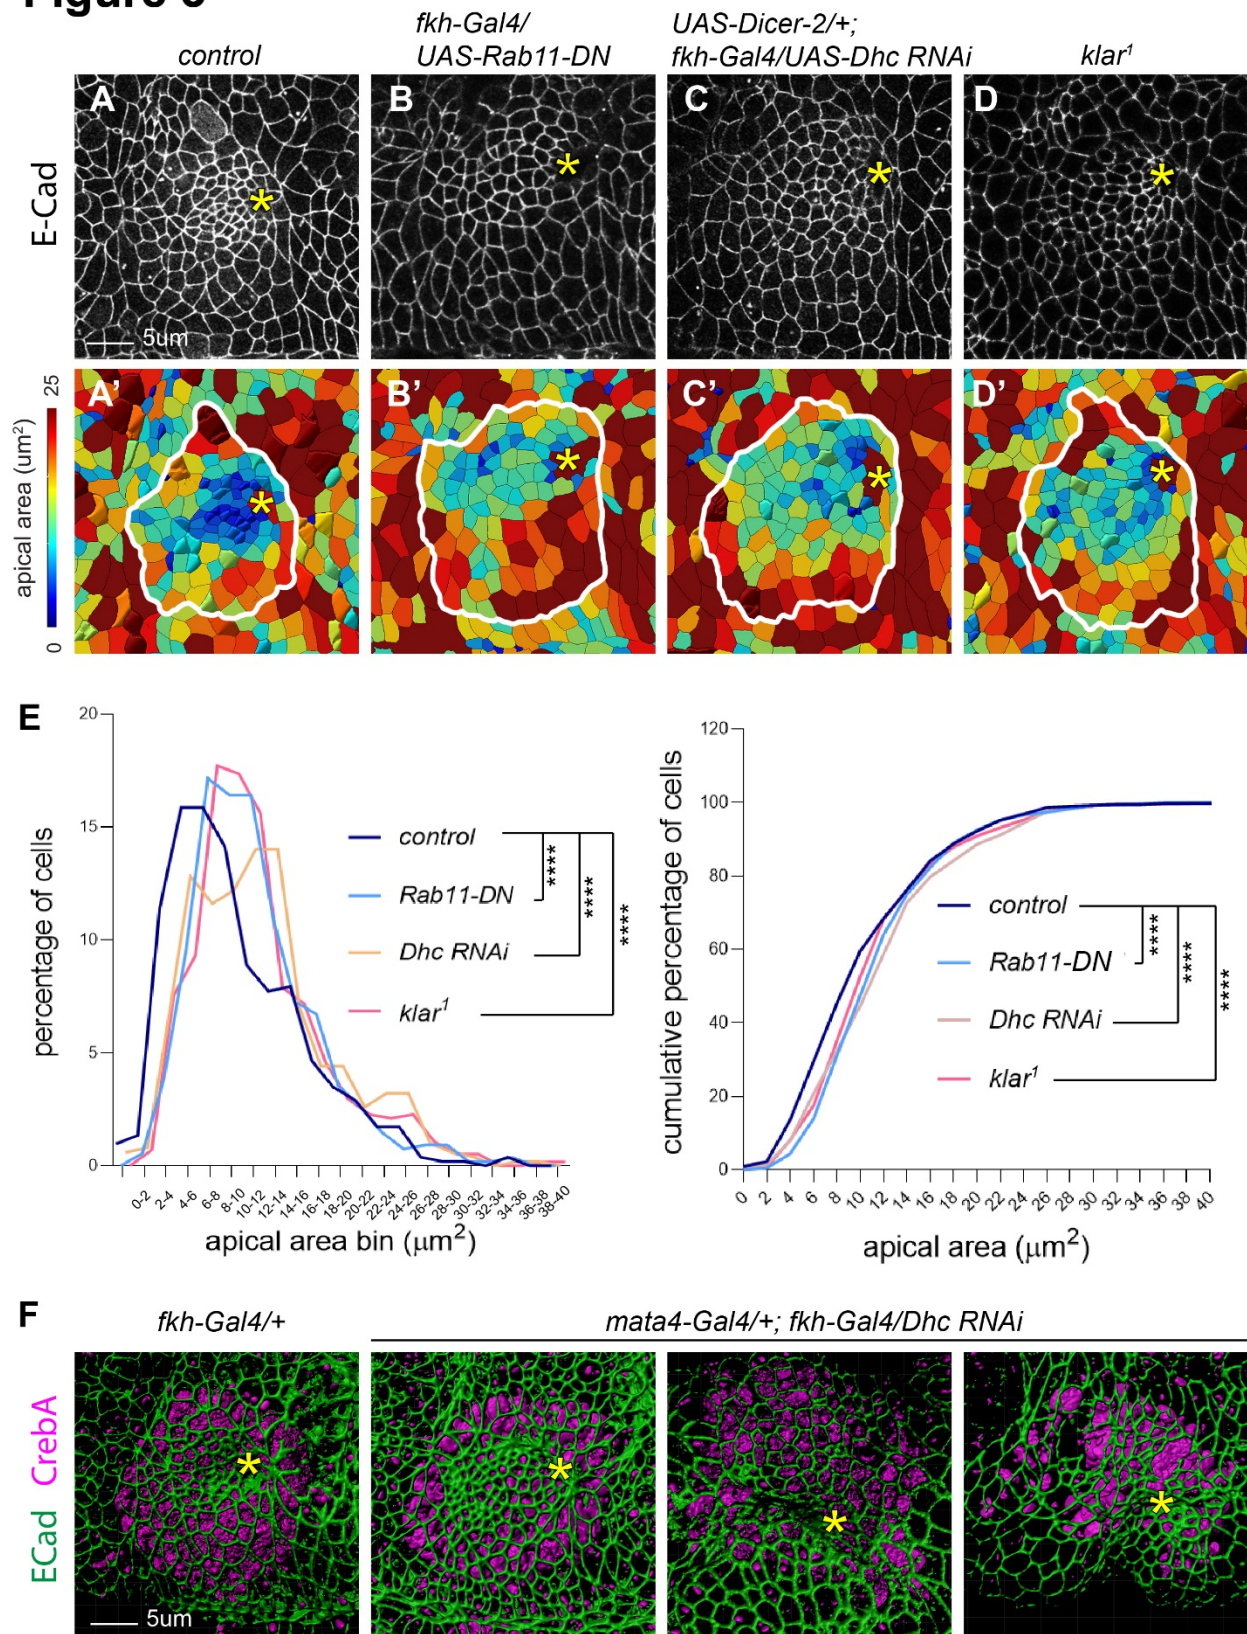 fkh-Gal4/
UAS-Rab11-DN
UAS-Dicer-2/+;
fkh-Gal4/UAS-Dhc RNAi
control
klar¹
A
B
C
D
*
*
*
*
E-Cad
5um
A'
B'
C'
D'
*
*
*
*
apical area (um²)
25
0
E
20
15
10
5
0
percentage of cells
control
Rab11-DN
Dhc RNAi
klar¹
****
****
****
0-2
2-4
4-6
6-8
8-10
10-12
12-14
14-16
16-18
18-20
20-22
22-24
24-26
26-28
28-30
30-32
32-34
34-36
36-38
38-40
apical area bin (μm²)
120
100
80
60
40
20
0
cumulative percentage of cells
control
Rab11-DN
Dhc RNAi
klar¹
****
****
****
0
2
4
6
8
10
12
14
16
18
20
22
24
26
28
30
32
34
36
38
40
apical area (μm²)
F
fkh-Gal4/+
mata4-Gal4/+; fkh-Gal4/Dhc RNAi
ECad CrebA
*
*
*
*
5um